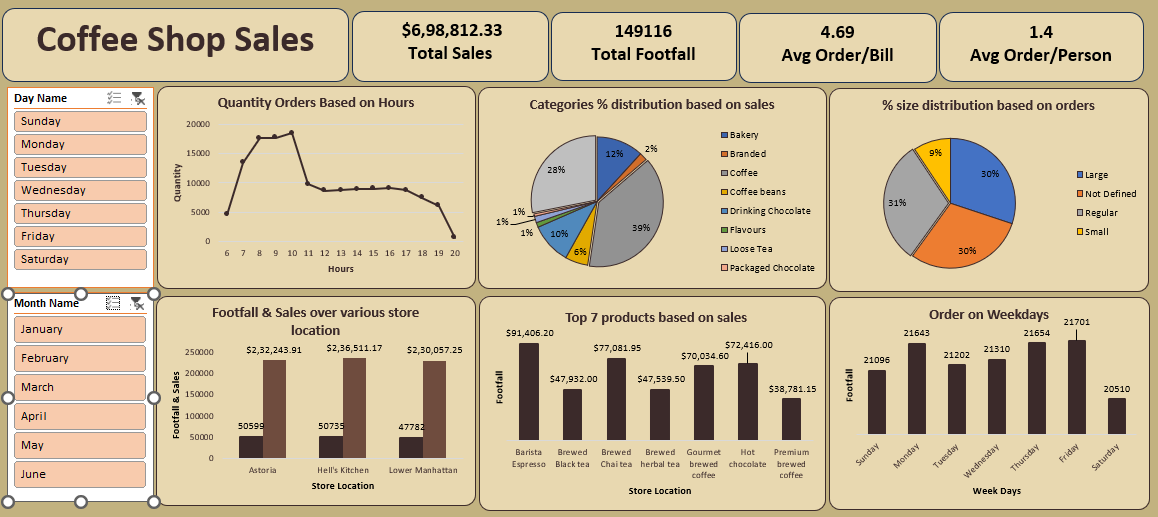 Coffee Shop Sales
$6,98,812.33
Total Sales
149116
Total Footfall
4.69
Avg Order/Bill
1.4
Avg Order/Person
Day Name
Sunday
Monday
Tuesday
Wednesday
Thursday
Friday
Saturday
Month Name
January
February
March
April
May
June
Quantity Orders Based on Hours
Quantity
20000
15000
10000
5000
0
6 7 8 9 10 11 12 13 14 15 16 17 18 19 20
Hours
Categories % distribution based on sales
12%
2%
39%
6%
10%
1%
1%
1%
28%
Bakery
Branded
Coffee
Coffee beans
Drinking Chocolate
Flavours
Loose Tea
Packaged Chocolate
% size distribution based on orders
30%
30%
31%
9%
Large
Not Defined
Regular
Small
Footfall & Sales over various store
location
Footfall & Sales
250000
200000
150000
100000
50000
0
$2,32,243.91 $2,36,511.17 $2,30,057.25
50599 50735 47782
Astoria Hell's Kitchen Lower Manhattan
Store Location
Top 7 products based on sales
Footfall
$91,406.20
$47,932.00
$77,081.95
$47,539.50
$70,034.60
$72,416.00
$38,781.15
Barista
Espresso
Brewed
Black tea
Brewed
Chai tea
Brewed
herbal tea
Gourmet
brewed
coffee
Hot
chocolate
Premium
brewed
coffee
Store Location
Order on Weekdays
Footfall
21096
21643
21202
21310
21654
21701
20510
Sunday
Monday
Tuesday
Wednesday
Thursday
Friday
Saturday
Week Days